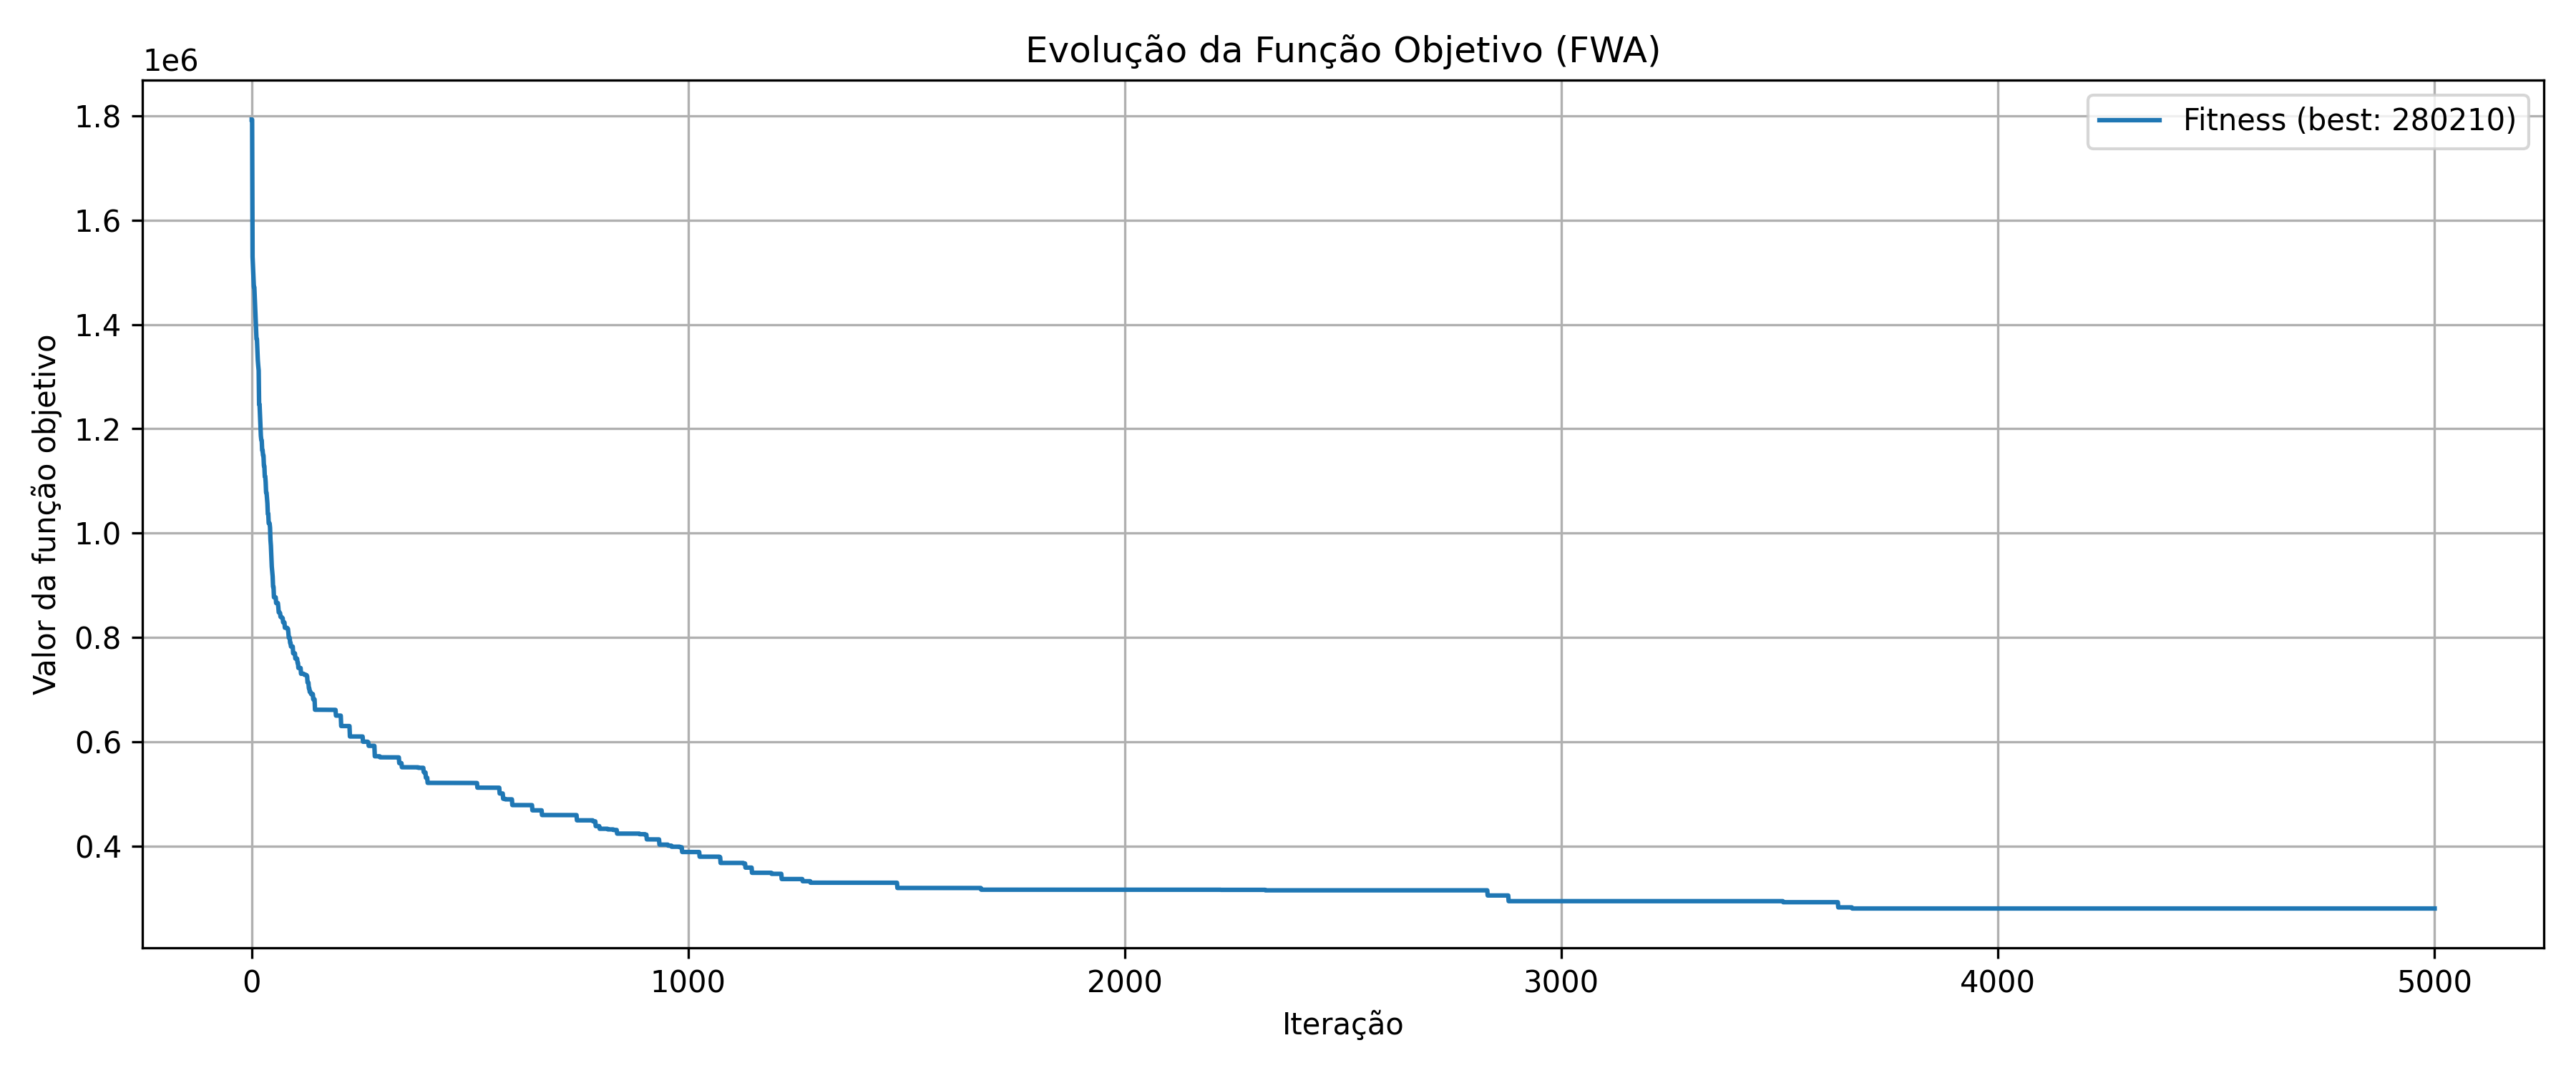 Evolução da Função Objetivo (FWA)
1e6
Fitness (best: 280210)
1.8
1.6
1.4
1.2
1.0
0.8
0.6
0.4
Valor da função objetivo
0 1000 2000 3000 4000 5000
Iteração